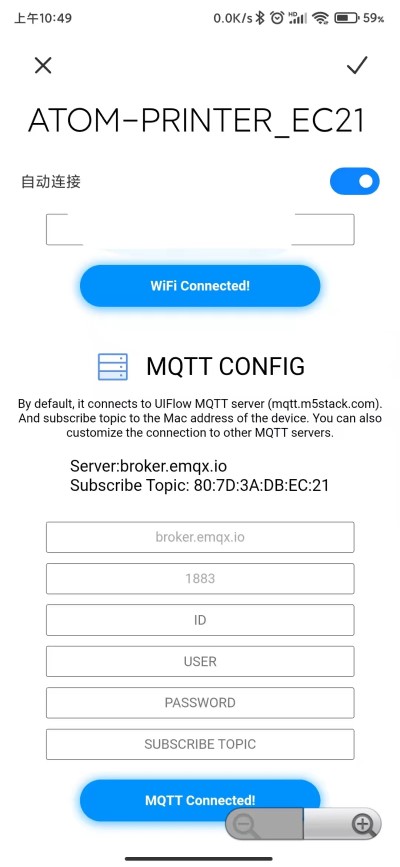 上午10:49
0.0K/s HD 59%
ATOM-PRINTER_EC21
自动连接
WiFi Connected!
MQTT CONFIG
By default, it connects to UIFlow MQTT server (mqtt.m5stack.com).
And subscribe topic to the Mac address of the device. You can also
customize the connection to other MQTT servers.
Server:broker.emqx.io
Subscribe Topic: 80:7D:3A:DB:EC:21
broker.emqx.io
1883
ID
USER
PASSWORD
SUBSCRIBE TOPIC
MQTT Connected!